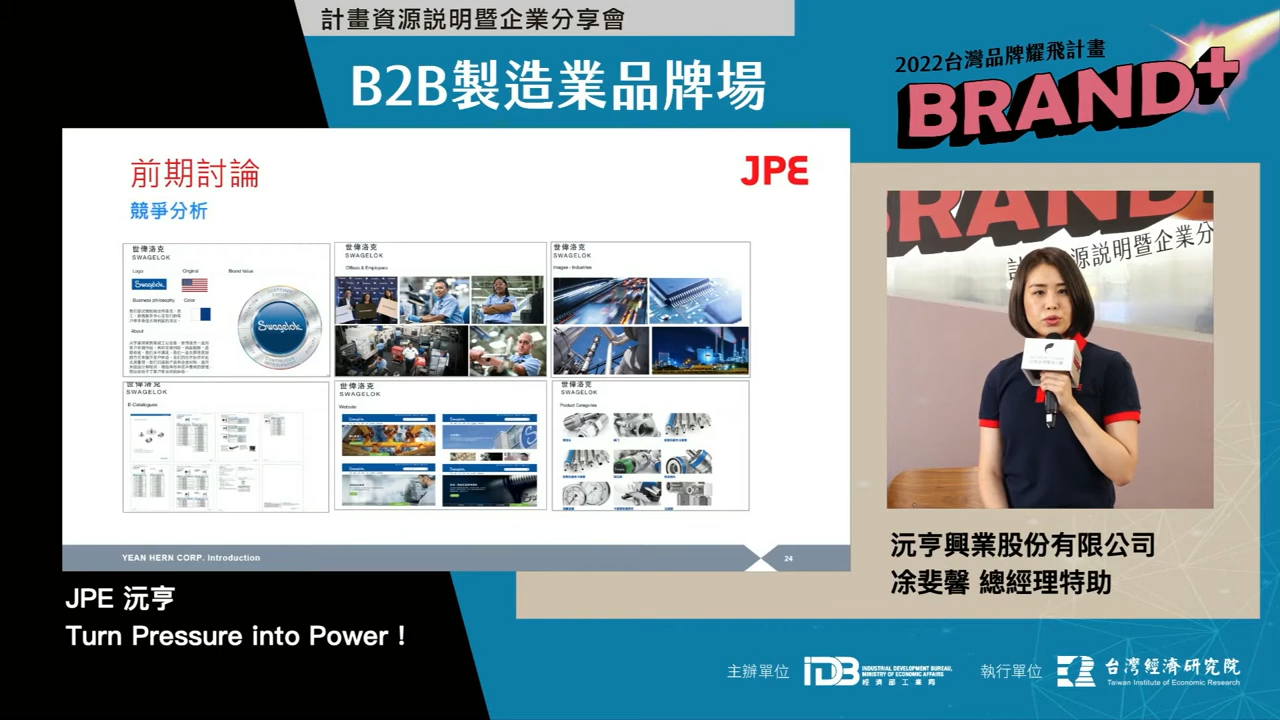 計畫資源説明暨企業分享會
B2B製造業品牌場
2022台灣品牌耀飛計畫
BRAND+
前期討論
競爭分析
JPE
世偉洛克
SWAGELOK
Logo
Original
Brand Value
Swagelok
Business philosophy
Color
About
Swagelok
世偉洛克
SWAGELOK
Offices & Employees
世偉洛克
SWAGELOK
Images - Industries
世偉洛克
SWAGELOK
E-Catalogues
世偉洛克
SWAGELOK
Website
世偉洛克
SWAGELOK
Product Categories
YEAN HERN CORP. Introduction
24
BRAND
源說明暨企業分
沅亨興業股份有限公司
凃斐馨 總經理特助
JPE 沅亨
Turn Pressure into Power !
主辦單位
IDB
INDUSTRIAL DEVELOPMENT BUREAU,
MINISTRY OF ECONOMIC AFFAIRS
經濟部工業局
執行單位
台灣經濟研究院
Taiwan Institute of Economic Research